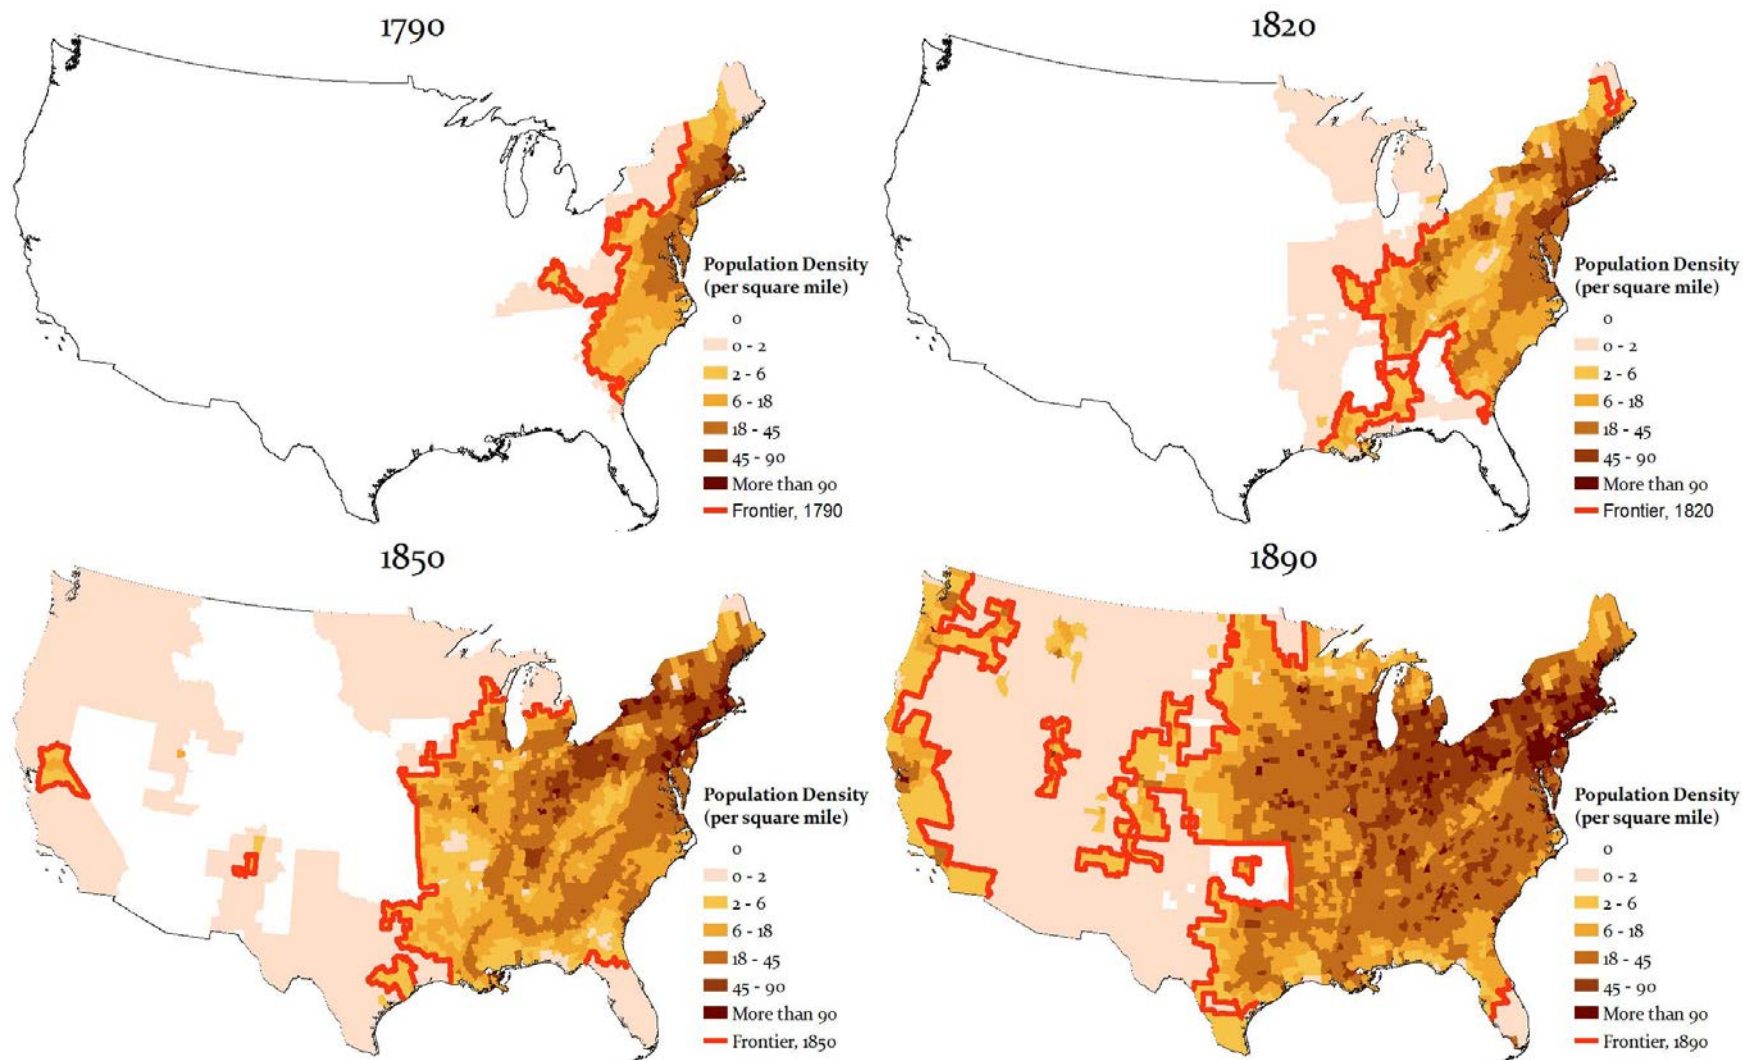 1790
Population Density
(per square mile)
0
0 - 2
2 - 6
6 - 18
18 - 45
45 - 90
More than 90
Frontier, 1790
1820
Population Density
(per square mile)
0
0 - 2
2 - 6
6 - 18
18 - 45
45 - 90
More than 90
Frontier, 1820
1850
Population Density
(per square mile)
0
0 - 2
2 - 6
6 - 18
18 - 45
45 - 90
More than 90
Frontier, 1850
1890
Population Density
(per square mile)
0
0 - 2
2 - 6
6 - 18
18 - 45
45 - 90
More than 90
Frontier, 1890